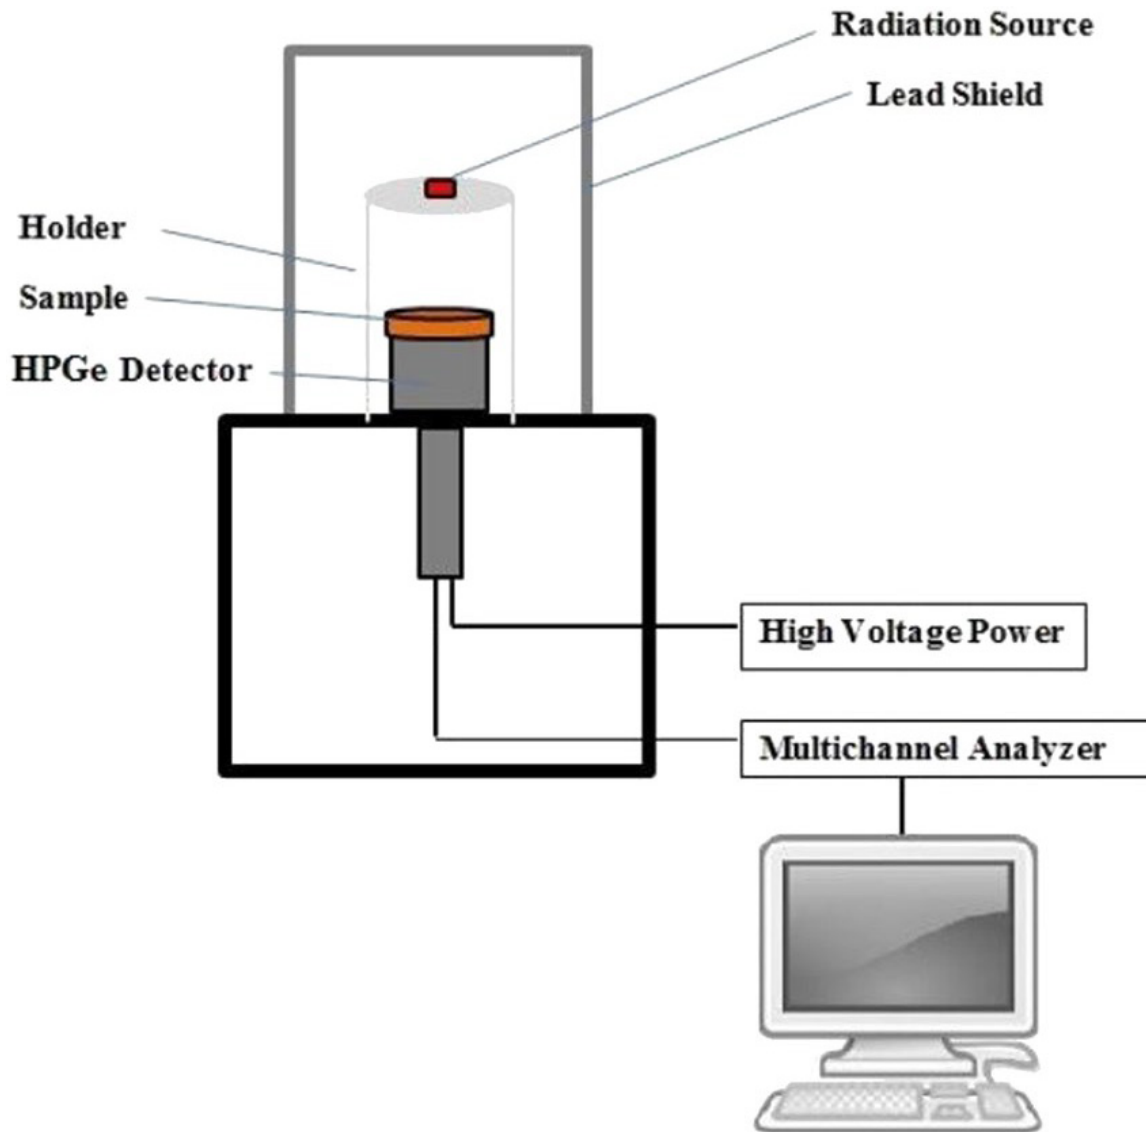 Radiation Source
Lead Shield
Holder
Sample
HPGe Detector
High Voltage Power
Multichannel Analyzer